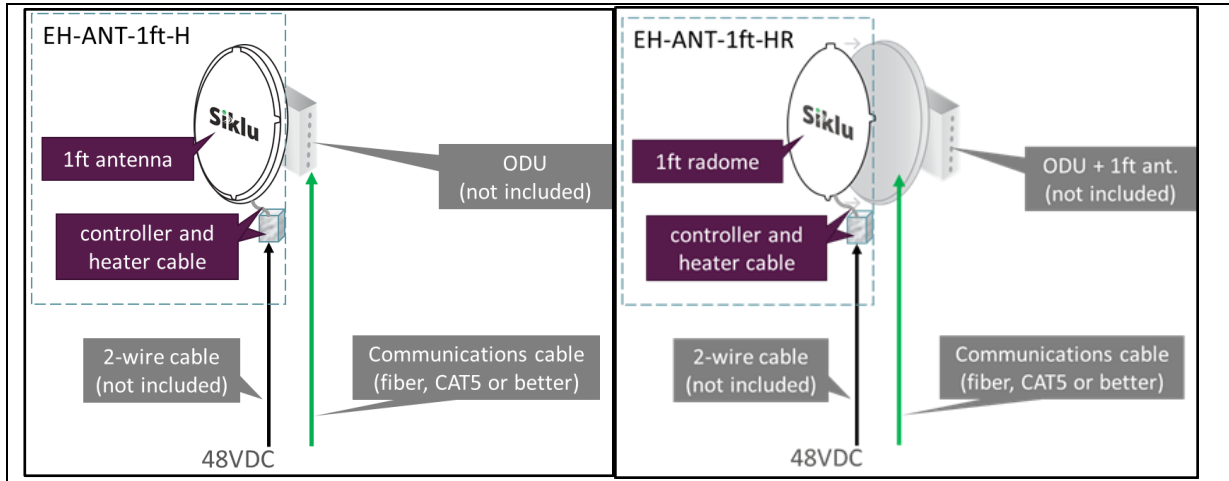 EH-ANT-1ft-H
Siklu
1ft antenna
ODU
(not included)
controller and
heater cable
2-wire cable
(not included)
Communications cable
(fiber, CAT5 or better)
48VDC
EH-ANT-1ft-HR
Siklu
1ft radome
ODU + 1ft ant.
(not included)
controller and
heater cable
2-wire cable
(not included)
Communications cable
(fiber, CAT5 or better)
48VDC